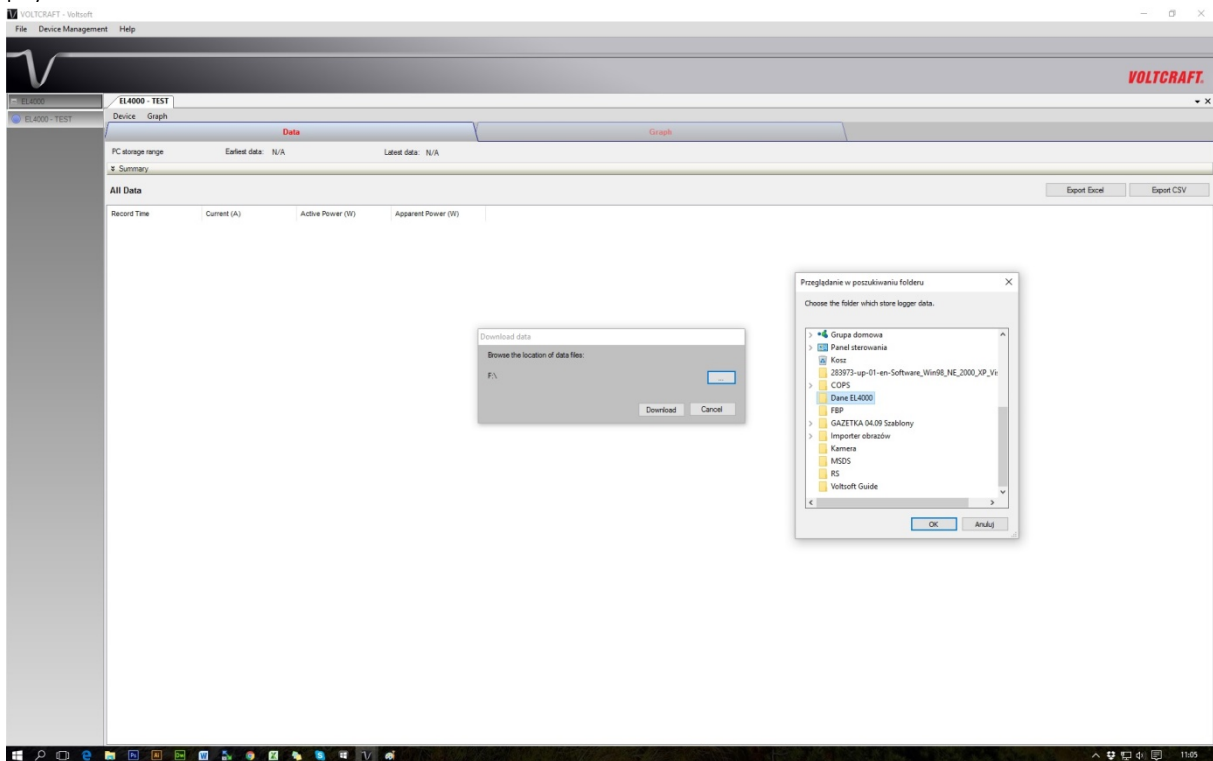 VOLTCRAFT - Voltsoft
File Device Management Help
VOLTCRAFT.
EL4000
EL4000 - TEST
EL4000 - TEST
Device Graph
Data Graph
PC storage range Earliest data: N/A Latest data: N/A
Summary
All Data Export Excel Export CSV
Record Time Current (A) Active Power (W) Apparent Power (W)
Download data
Browse the location of data files:
F:\
...
Download Cancel
Przeglądanie w poszukiwaniu folderu
Choose the folder which store logger data.
Grupa domowa
Panel sterowania
Kosz
283973-up-01-en-Software_Win98_NE_2000_XP_Vis
COPS
Dane EL4000
FBP
GAZETKA 04.09 Szablony
Importer obrazów
Kamera
MSDS
RS
Voltsoft Guide
OK Anuluj
11:05